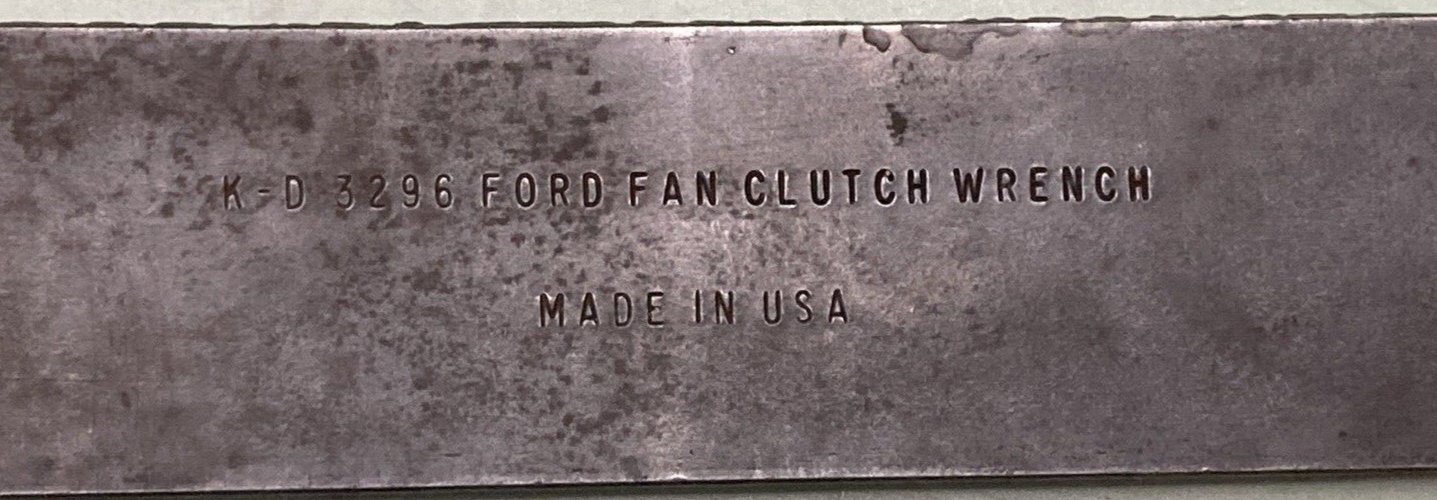 K-D 3296 FORD FAN CLUTCH WRENCH
MADE IN USA